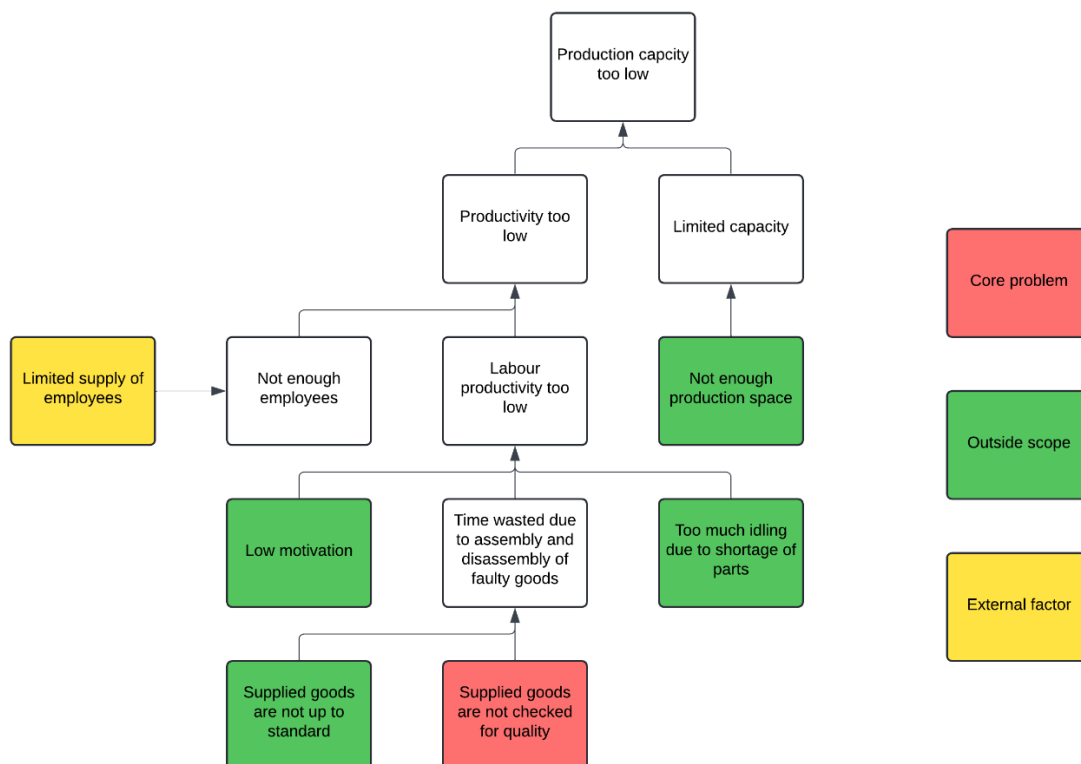 Production capcity
too low
Productivity too
low
Limited capacity
Core problem
Limited supply of
employees
Not enough
employees
Labour
productivity too
low
Not enough
production space
Outside scope
Low motivation
Time wasted due
to assembly and
disassembly of
faulty goods
Too much idling
due to shortage of
parts
External factor
Supplied goods
are not up to
standard
Supplied goods
are not checked
for quality